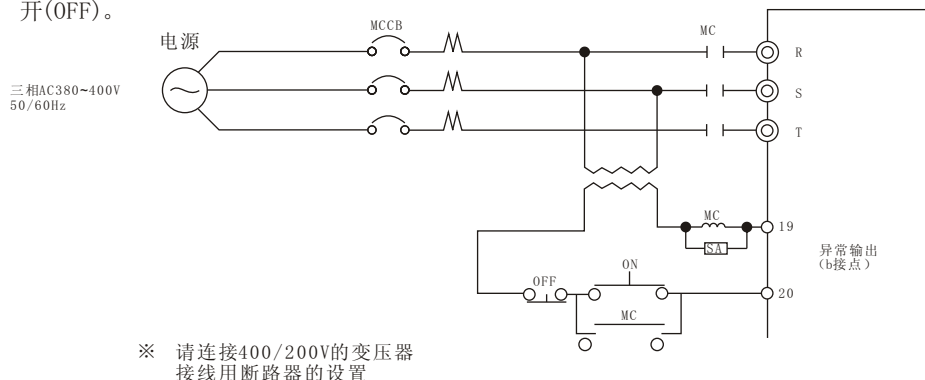 开(OFF)。
MCCB
电源
MC
R
三相AC380~400V
50/60Hz
S
T
MC
19
SA
异常输出
(b接点)
ON
OFF
20
MC
※ 请连接400/200V的变压器
接线用断路器的设置